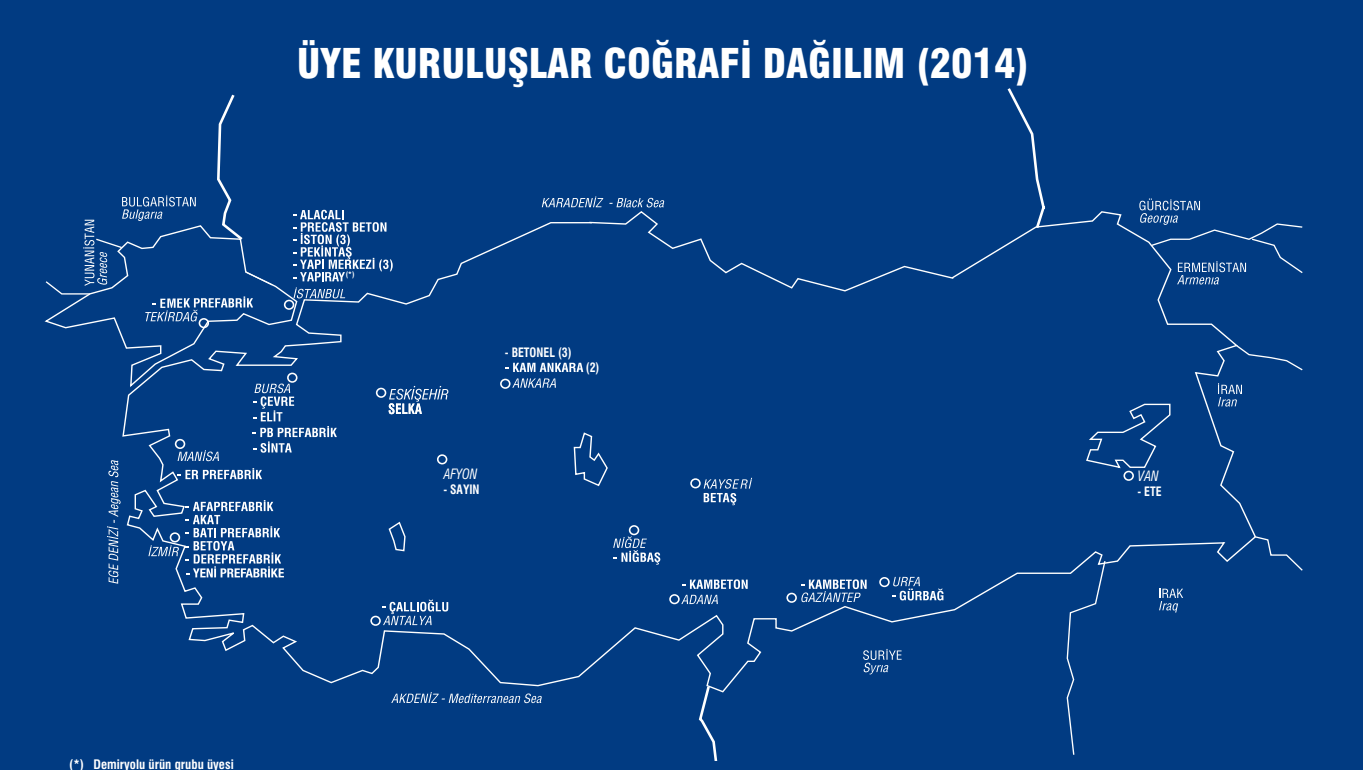 ÜYE KURULUŞLAR COĞRAFİ DAĞILIM (2014)
BULGARİSTAN
Bulgarıa
YUNANİSTAN
Greece
KARADENİZ - Black Sea
GÜRCİSTAN
Georgıa
ERMENİSTAN
Armenıa
- ALACALI
- PRECAST BETON
- İSTON (3)
- PEKİNTAŞ
- YAPI MERKEZİ (3)
- YAPIRAY(*)
İSTANBUL
- EMEK PREFABRİK
TEKİRDAĞ
- BETONEL (3)
- KAM ANKARA (2)
ANKARA
BURSA
- ÇEVRE
- ELİT
- PB PREFABRİK
- SİNTA
ESKİŞEHİR
SELKA
İRAN
Iran
MANİSA
- ER PREFABRİK
AFYON
- SAYIN
KAYSERİ
BETAŞ
VAN
- ETE
EGE DENİZİ - Aegean Sea
- AFAPREFABRİK
- AKAT
- BATI PREFABRİK
- BETOYA
- DEREPREFABRİK
- YENİ PREFABRİKE
İZMİR
NİĞDE
- NİĞBAŞ
- KAMBETON
ADANA
- KAMBETON
GAZİANTEP
URFA
- GÜRBAĞ
IRAK
Iraq
- ÇALLIOĞLU
ANTALYA
SURİYE
Syrıa
AKDENİZ - Mediterranean Sea
(*) Demiryolu ürün grubu üyesi